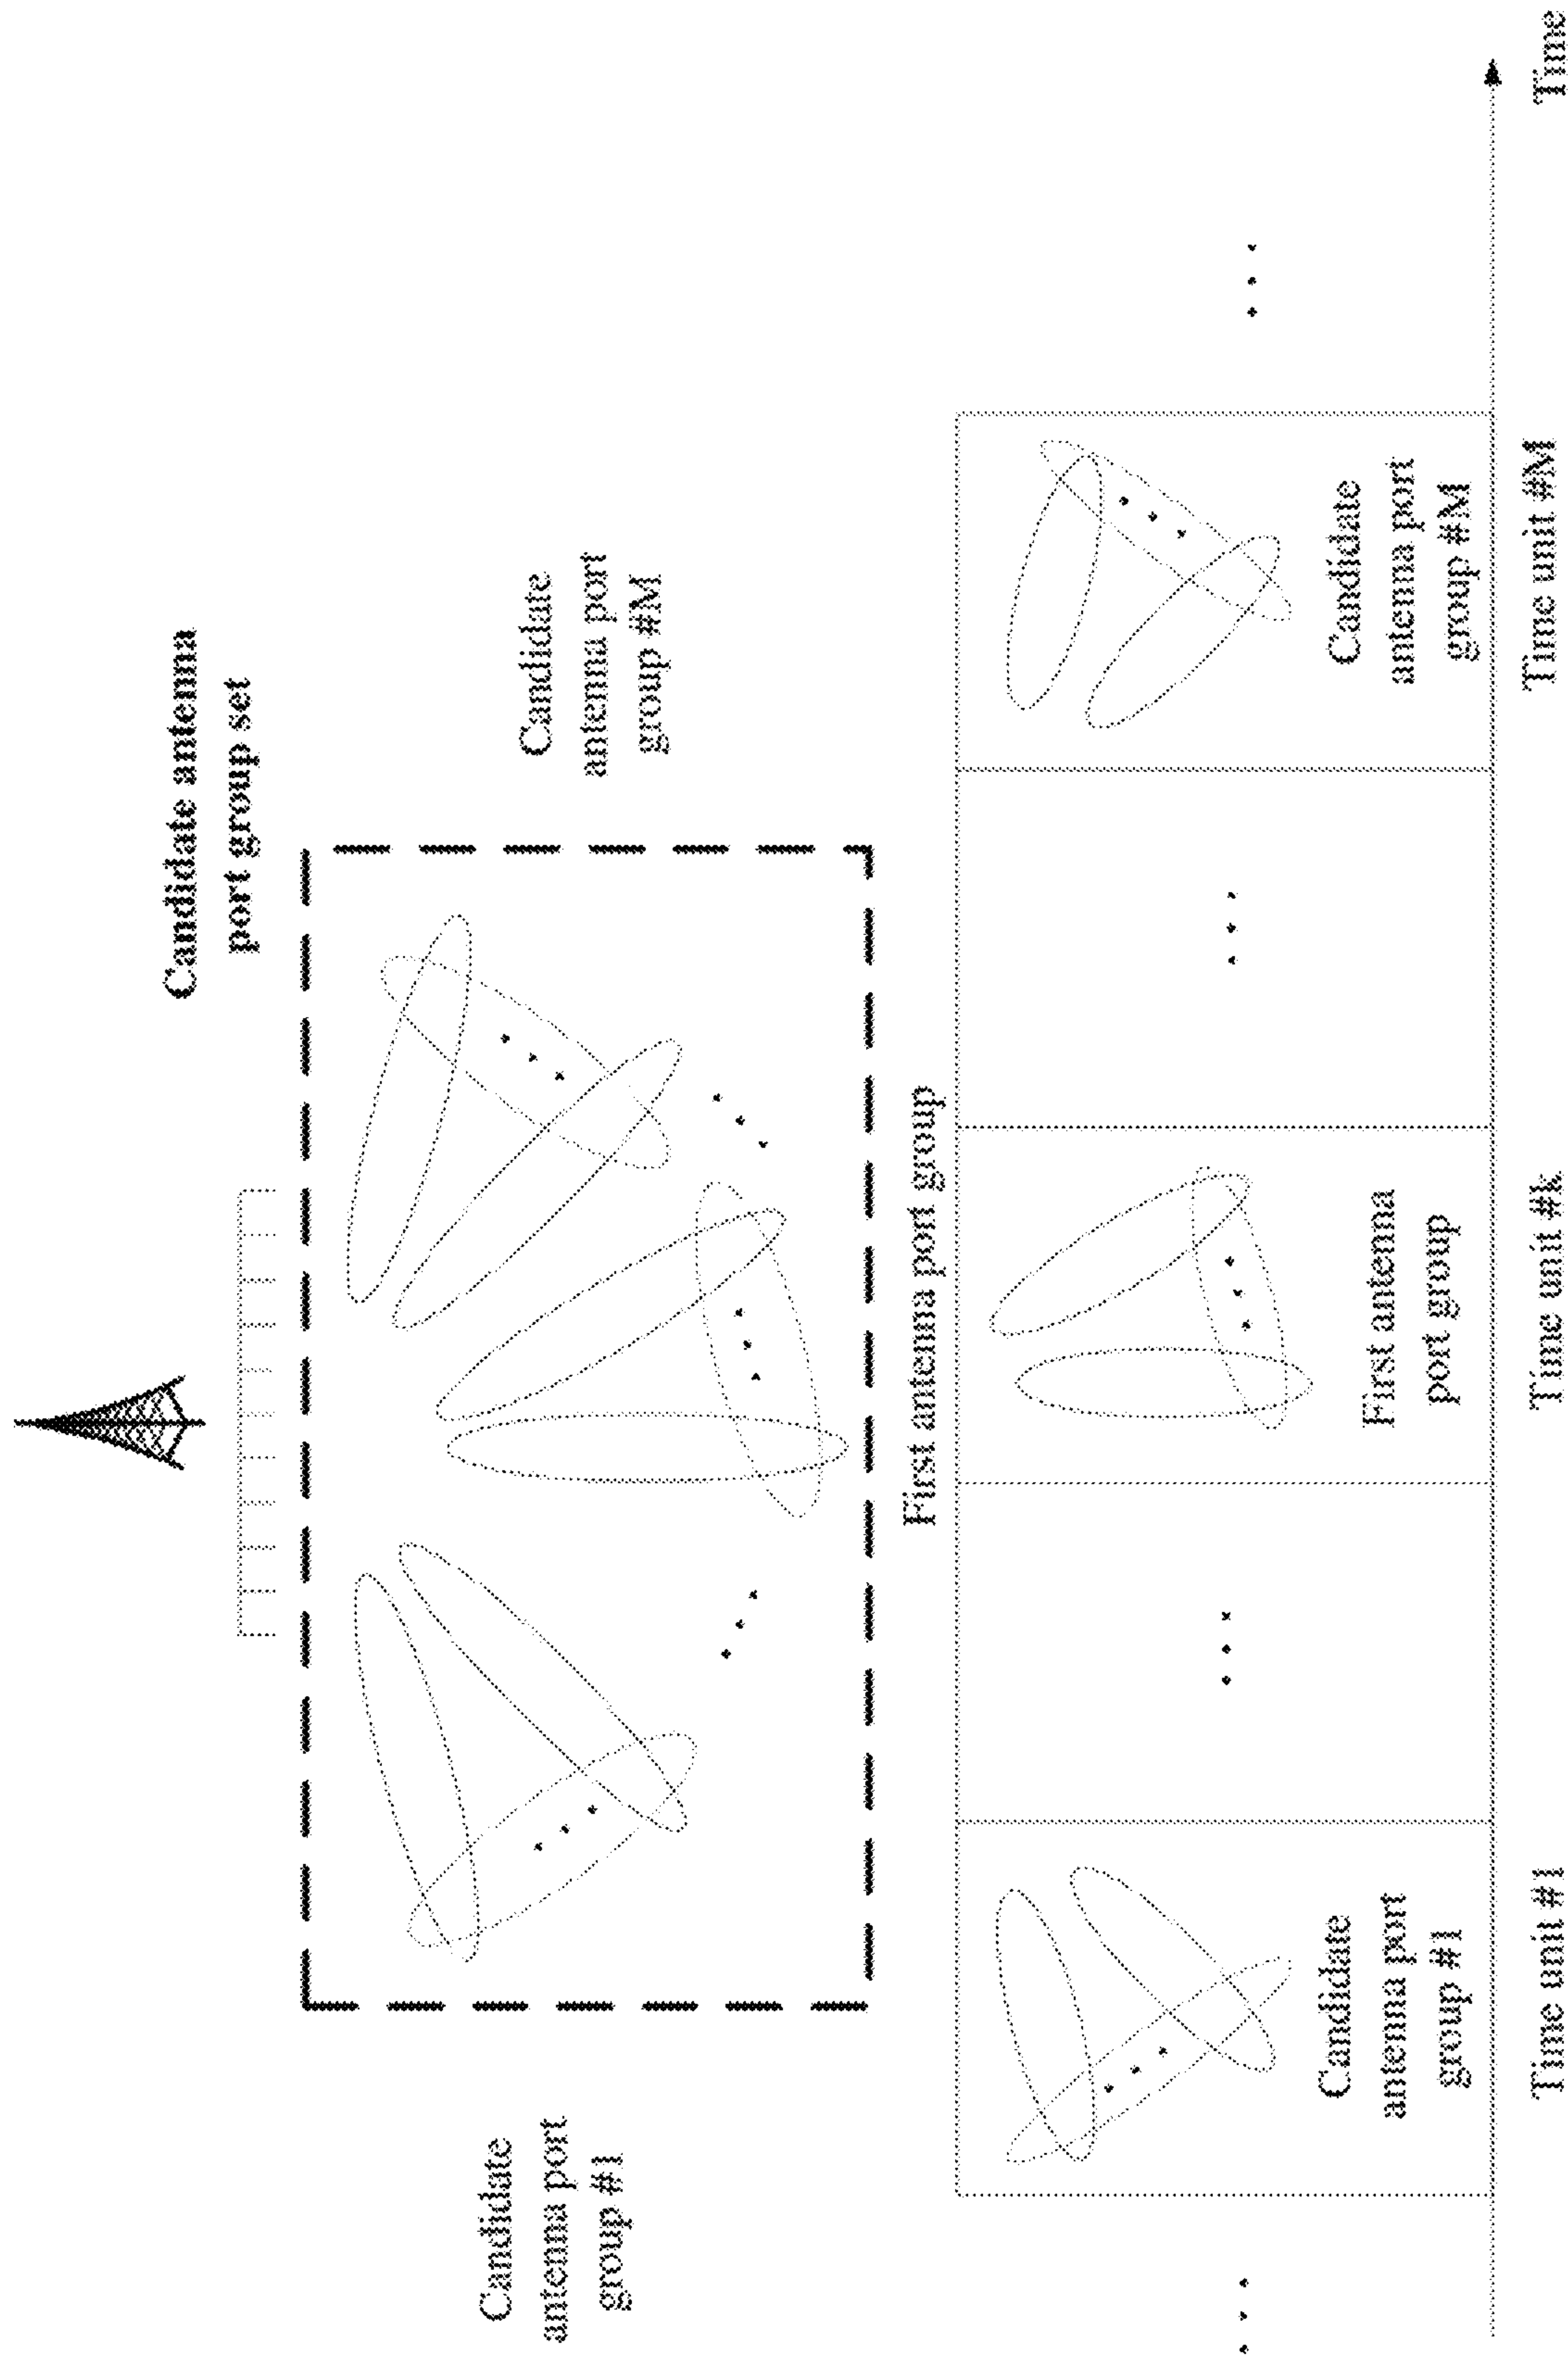 Candidate antenna
port group set
Candidate
antenna port
group #1
Candidate
antenna port
group #M
First antenna port group
Candidate
antenna port
group #1
First antenna
port group
Candidate
antenna port
group #M
Time unit #1
Time unit #k
Time unit #M
Time